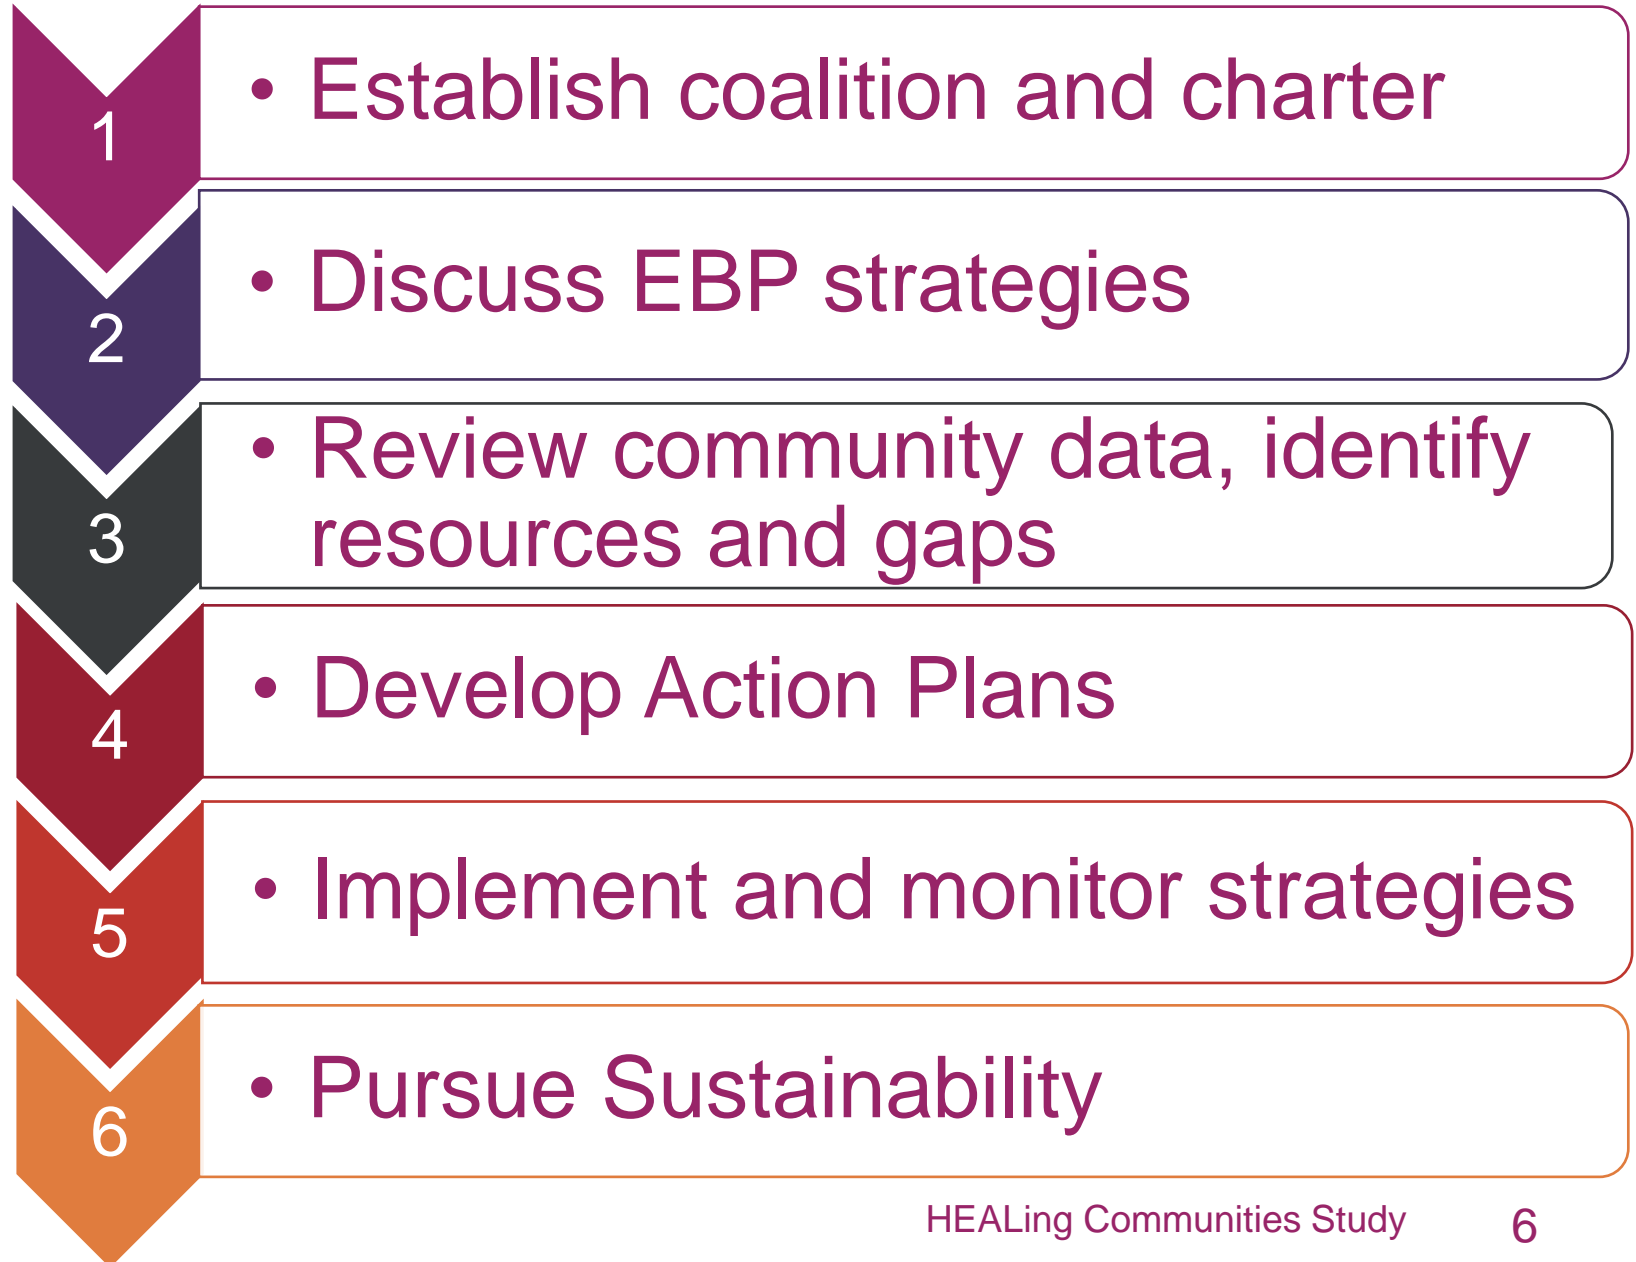 1
• Establish coalition and charter
2
• Discuss EBP strategies
3
• Review community data, identify
resources and gaps
4
• Develop Action Plans
5
• Implement and monitor strategies
6
• Pursue Sustainability
HEALing Communities Study 6